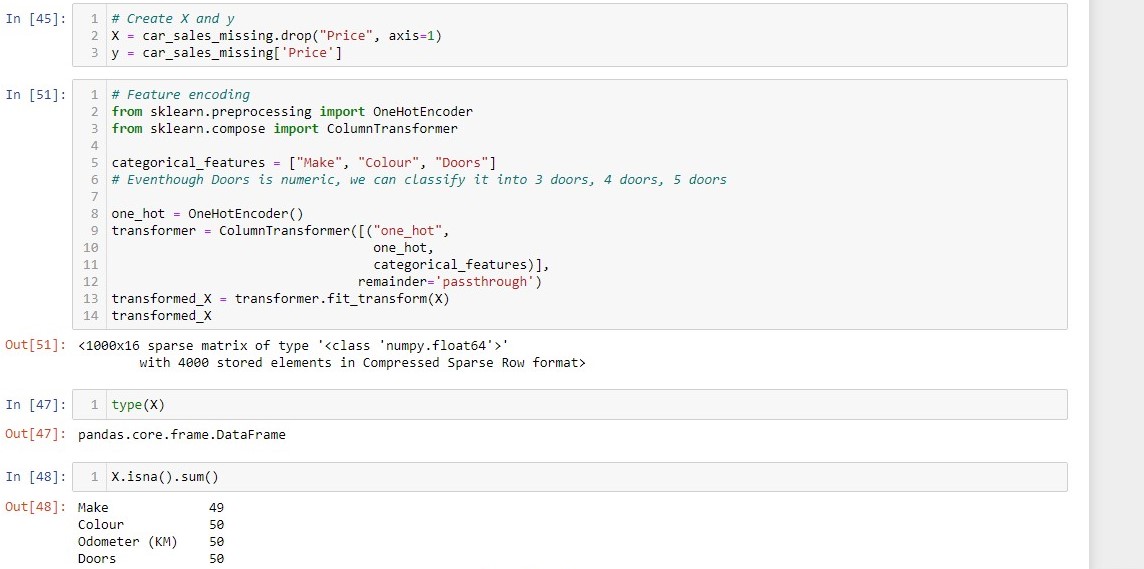 In [45]:
1 # Create X and y
2 X = car_sales_missing.drop("Price", axis=1)
3 y = car_sales_missing['Price']
In [51]:
1 # Feature encoding
2 from sklearn.preprocessing import OneHotEncoder
3 from sklearn.compose import ColumnTransformer
4
5 categorical_features = ["Make", "Colour", "Doors"]
6 # Eventhough Doors is numeric, we can classify it into 3 doors, 4 doors, 5 doors
7
8 one_hot = OneHotEncoder()
9 transformer = ColumnTransformer([("one_hot",
10 one_hot,
11 categorical_features)],
12 remainder='passthrough')
13 transformed_X = transformer.fit_transform(X)
14 transformed_X
Out[51]: <1000x16 sparse matrix of type '<class 'numpy.float64'>'
with 4000 stored elements in Compressed Sparse Row format>
In [47]: 1 type(X)
Out[47]: pandas.core.frame.DataFrame
In [48]: 1 X.isna().sum()
Out[48]: Make 49
Colour 50
Odometer (KM) 50
Doors 50